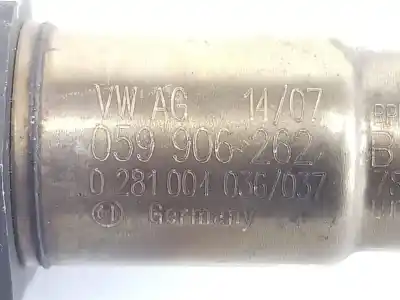 VW AG 14/07
059 906 262
B
0 281 004 036/037
Germany